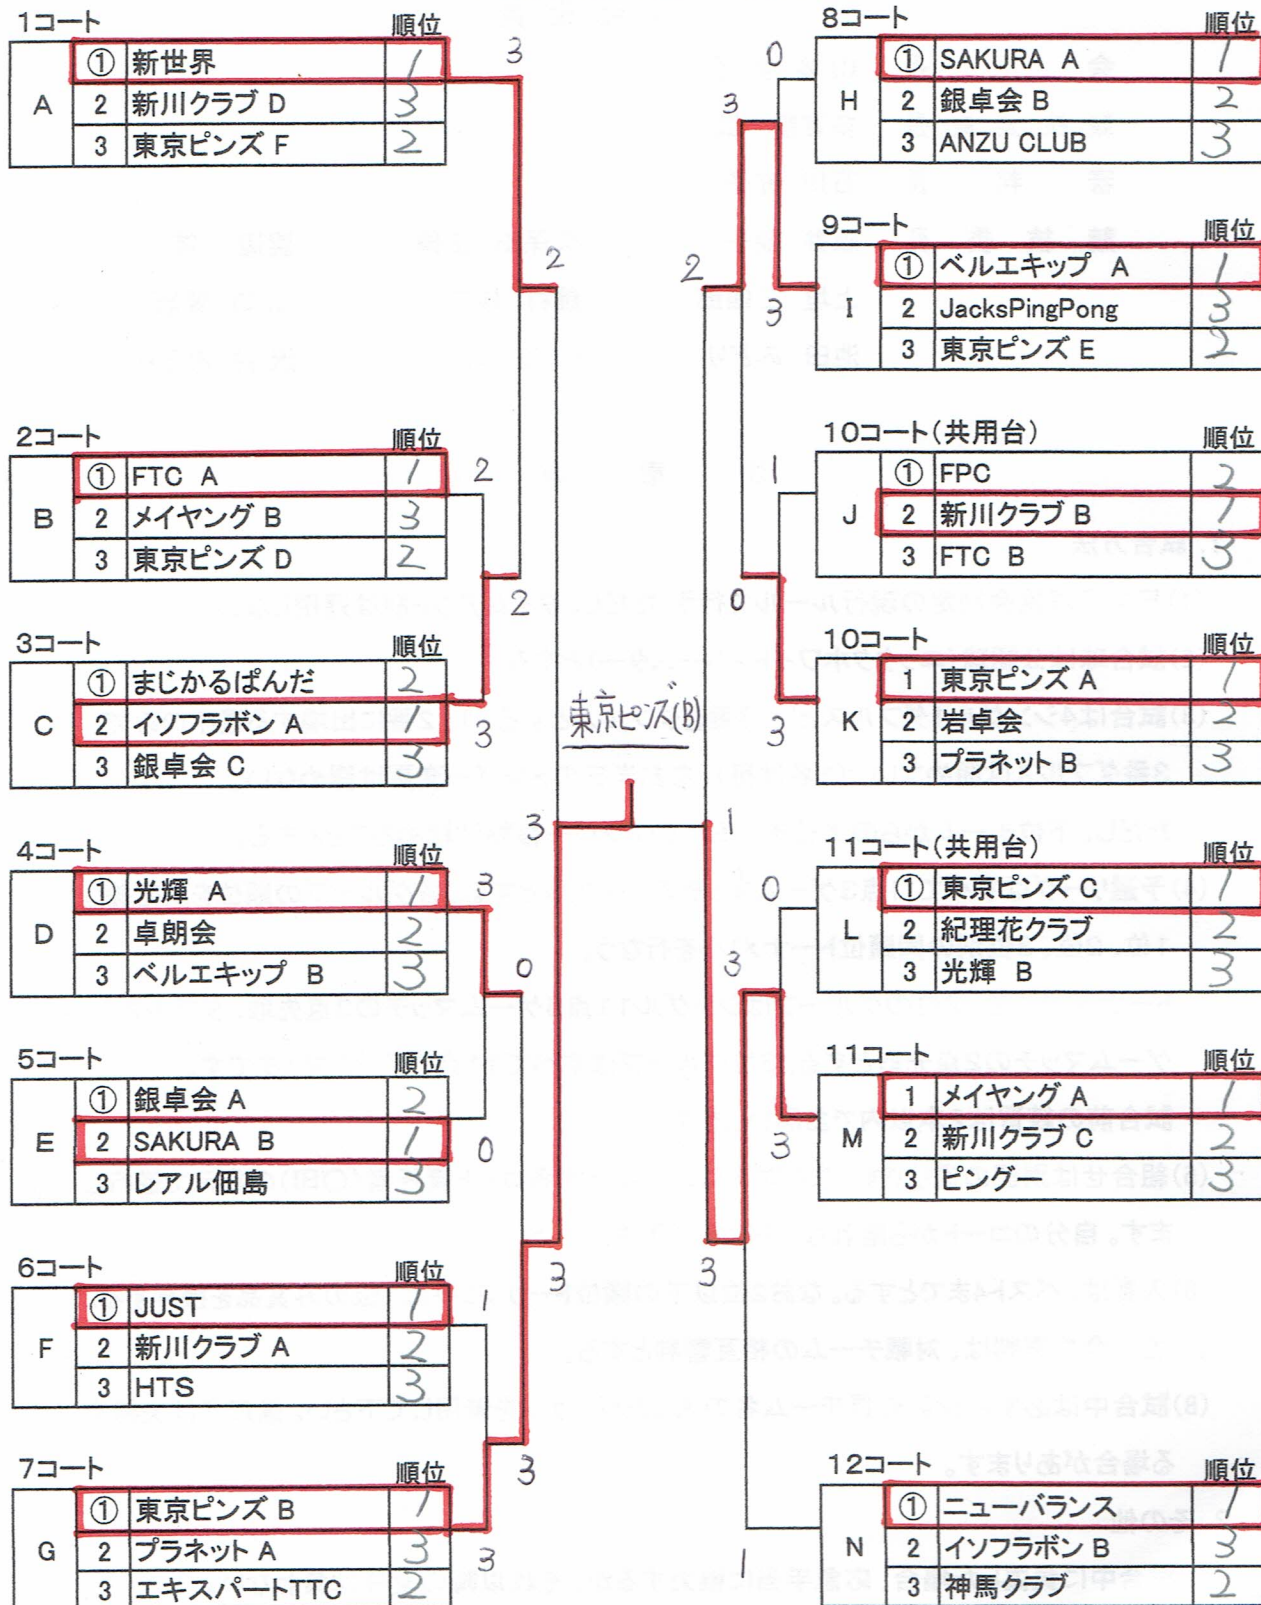 1コート 順位
A ① 新世界 1
2 新川クラブ D 3
3 東京ピンズ F 2
2コート 順位
B ① FTC A 1
2 メイヤング B 3
3 東京ピンズ D 2
3コート 順位
C ① まじかるぱんだ 2
2 イソフラボン A 1
3 銀卓会 C 3
4コート 順位
D ① 光輝 A 1
2 卓朗会 2
3 ベルエキップ B 3
5コート 順位
E ① 銀卓会 A 2
2 SAKURA B 1
3 レアル佃島 3
6コート 順位
F ① JUST 1
2 新川クラブ A 2
3 HTS 3
7コート 順位
G ① 東京ピンズ B 1
2 プラネット A 3
3 エキスパートTTC 2
3
2
2
2
3
3
0
0
1
3
3
3
東京ピンズ(B)
3
1
0
3
3
2
1
0
3
0
3
3
3
1
8コート 順位
H ① SAKURA A 1
2 銀卓会 B 2
3 ANZU CLUB 3
9コート 順位
I ① ベルエキップ A 1
2 JacksPingPong 3
3 東京ピンズ E 2
10コート(共用台) 順位
J ① FPC 2
2 新川クラブ B 1
3 FTC B 3
10コート 順位
K 1 東京ピンズ A 1
2 岩卓会 2
3 プラネット B 3
11コート(共用台) 順位
L ① 東京ピンズ C 1
2 紀理花クラブ 2
3 光輝 B 3
11コート 順位
M 1 メイヤング A 1
2 新川クラブ C 2
3 ピングー 3
12コート 順位
N ① ニューバランス 1
2 イソフラボン B 3
3 神馬クラブ 2